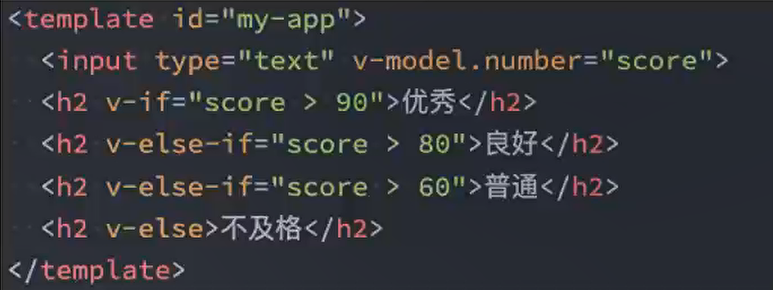 <template id="my-app">
<input type="text" v-model.number="score">
<h2 v-if="score > 90">优秀</h2>
<h2 v-else-if="score > 80">良好</h2>
<h2 v-else-if="score > 60">普通</h2>
<h2 v-else>不及格</h2>
</template>